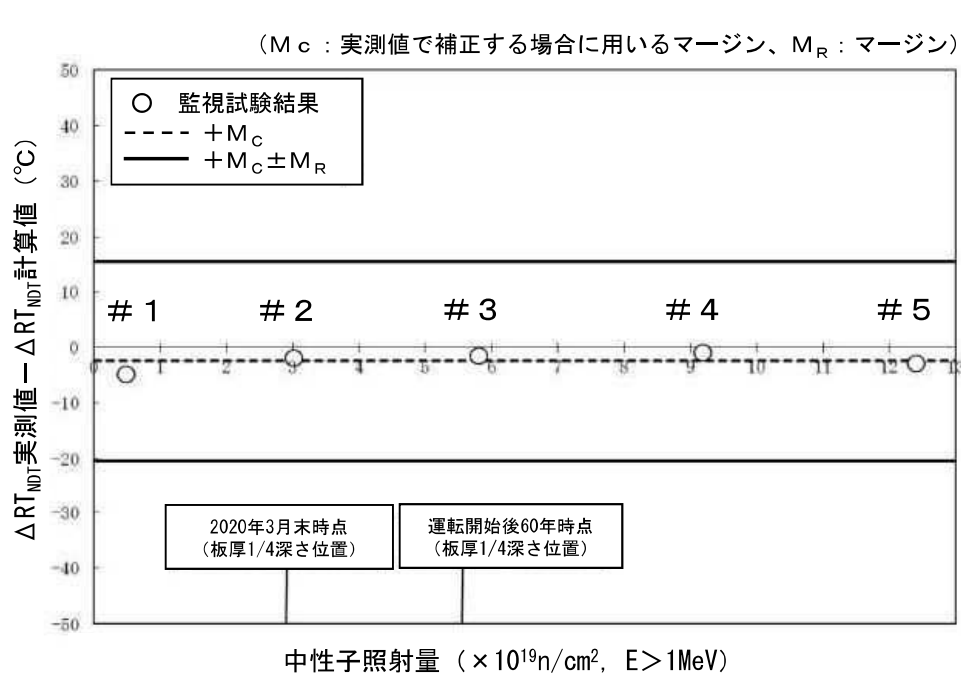 （Ｍｃ：実測値で補正する場合に用いるマージン、MR：マージン）
監視試験結果
＋MC
＋MC±MR
ΔRTNDT実測値－ΔRTNDT計算値（℃）
50
40
30
20
10
0
-10
-20
-30
-40
-50
＃１
＃２
＃３
＃４
＃５
0 1 2 3 4 5 6 7 8 9 10 11 12 13
2020年3月末時点
（板厚1/4深さ位置）
運転開始後60年時点
（板厚1/4深さ位置）
中性子照射量（×10¹⁹n/cm², E＞1MeV）